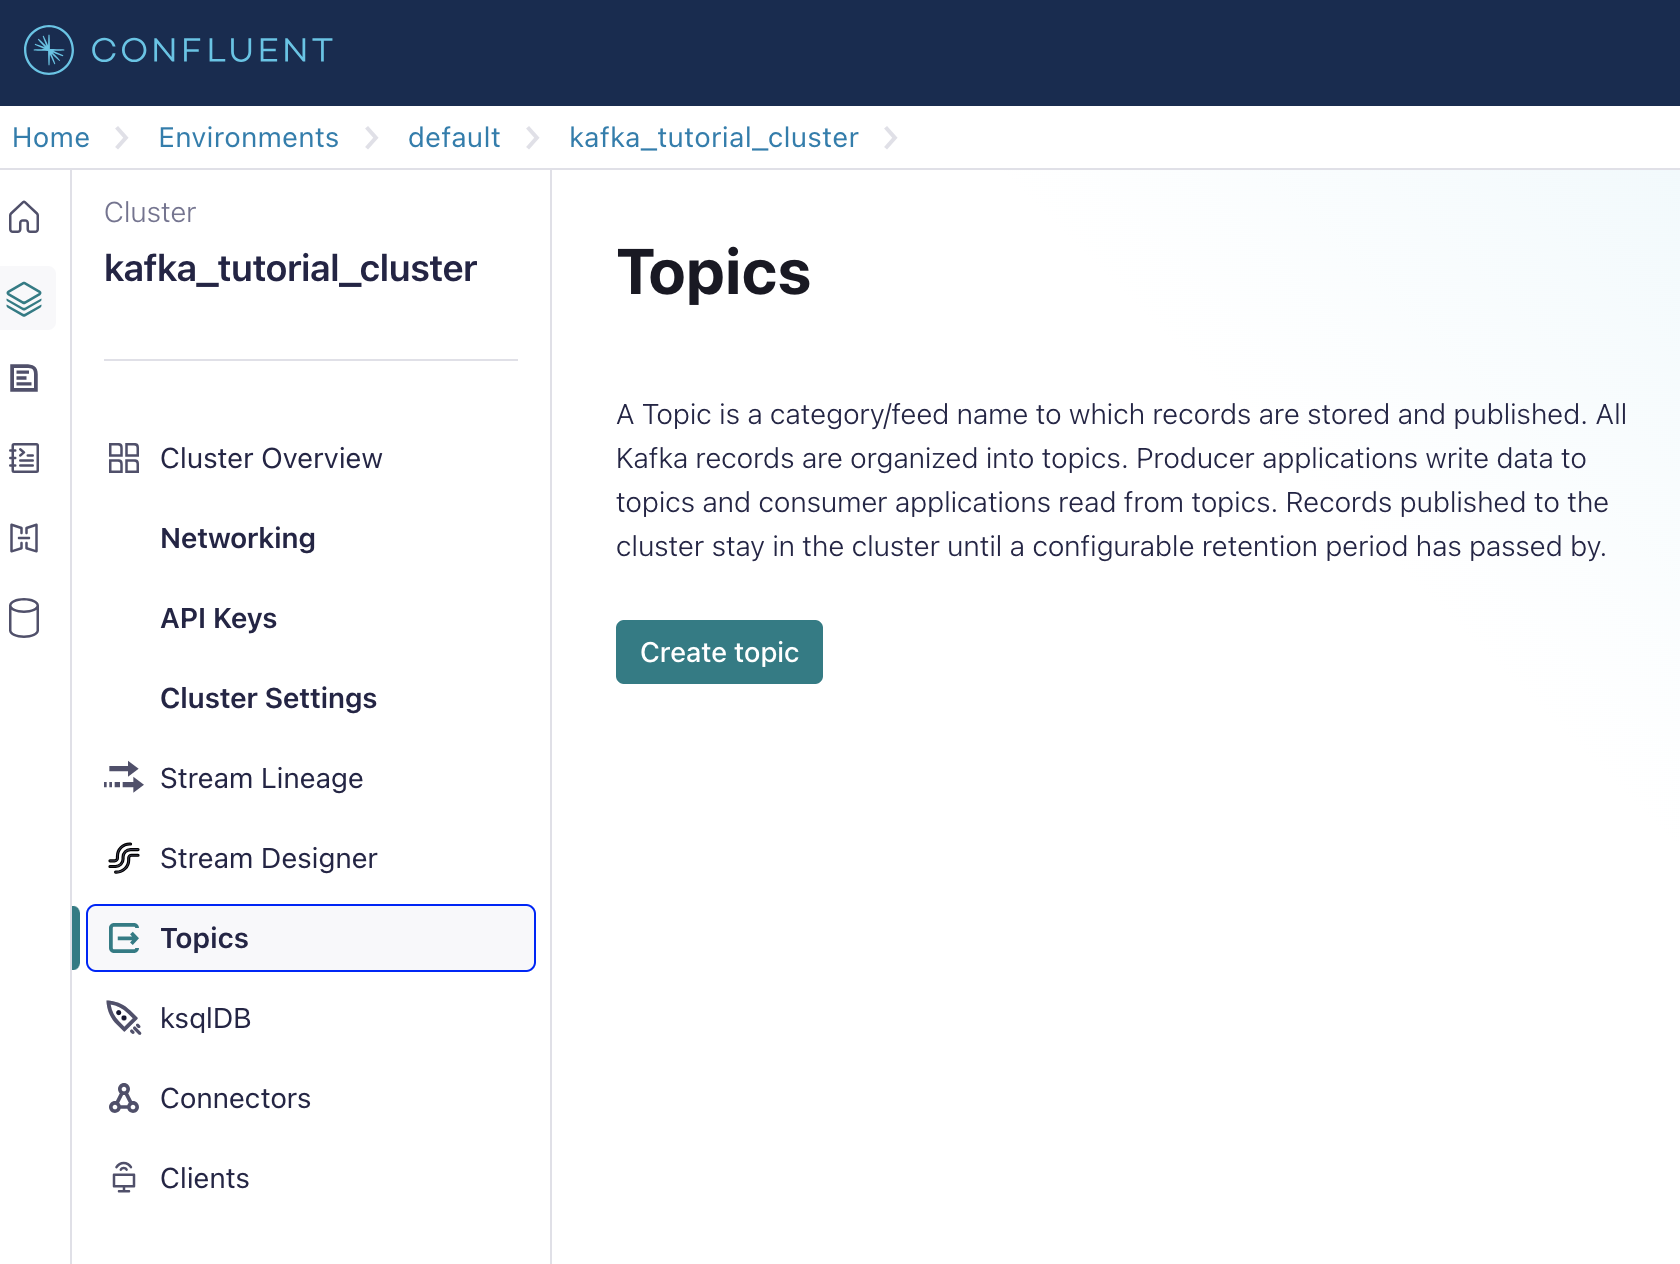 CONFLUENT
Home Environments default kafka_tutorial_cluster
Cluster
kafka_tutorial_cluster
Cluster Overview
Networking
API Keys
Cluster Settings
Stream Lineage
Stream Designer
Topics
ksqlDB
Connectors
Clients
Topics
A Topic is a category/feed name to which records are stored and published. All
Kafka records are organized into topics. Producer applications write data to
topics and consumer applications read from topics. Records published to the
cluster stay in the cluster until a configurable retention period has passed by.
Create topic